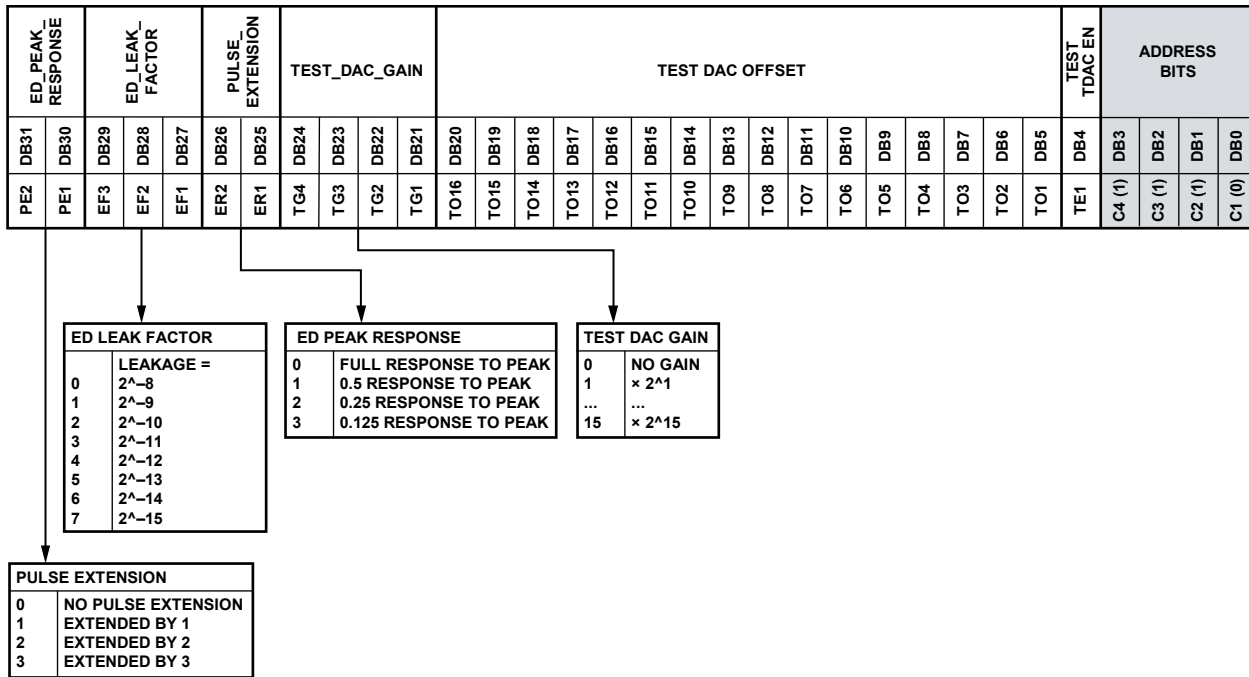 ED_PEAK_
RESPONSE
ED_LEAK_
FACTOR
PULSE_
EXTENSION
TEST_DAC_GAIN
TEST DAC OFFSET
TEST
TDAC EN
ADDRESS
BITS
DB31 DB30 DB29 DB28 DB27 DB26 DB25 DB24 DB23 DB22 DB21 DB20 DB19 DB18 DB17 DB16 DB15 DB14 DB13 DB12 DB11 DB10 DB9 DB8 DB7 DB6 DB5 DB4 DB3 DB2 DB1 DB0
PE2 PE1 EF3 EF2 EF1 ER2 ER1 TG4 TG3 TG2 TG1 TO16 TO15 TO14 TO13 TO12 TO11 TO10 TO9 TO8 TO7 TO6 TO5 TO4 TO3 TO2 TO1 TE1 C4 (1) C3 (1) C2 (1) C1 (0)
ED LEAK FACTOR
LEAKAGE =
0 2^–8
1 2^–9
2 2^–10
3 2^–11
4 2^–12
5 2^–13
6 2^–14
7 2^–15
ED PEAK RESPONSE
0 FULL RESPONSE TO PEAK
1 0.5 RESPONSE TO PEAK
2 0.25 RESPONSE TO PEAK
3 0.125 RESPONSE TO PEAK
TEST DAC GAIN
0 NO GAIN
1 × 2^1
... ...
15 × 2^15
PULSE EXTENSION
0 NO PULSE EXTENSION
1 EXTENDED BY 1
2 EXTENDED BY 2
3 EXTENDED BY 3